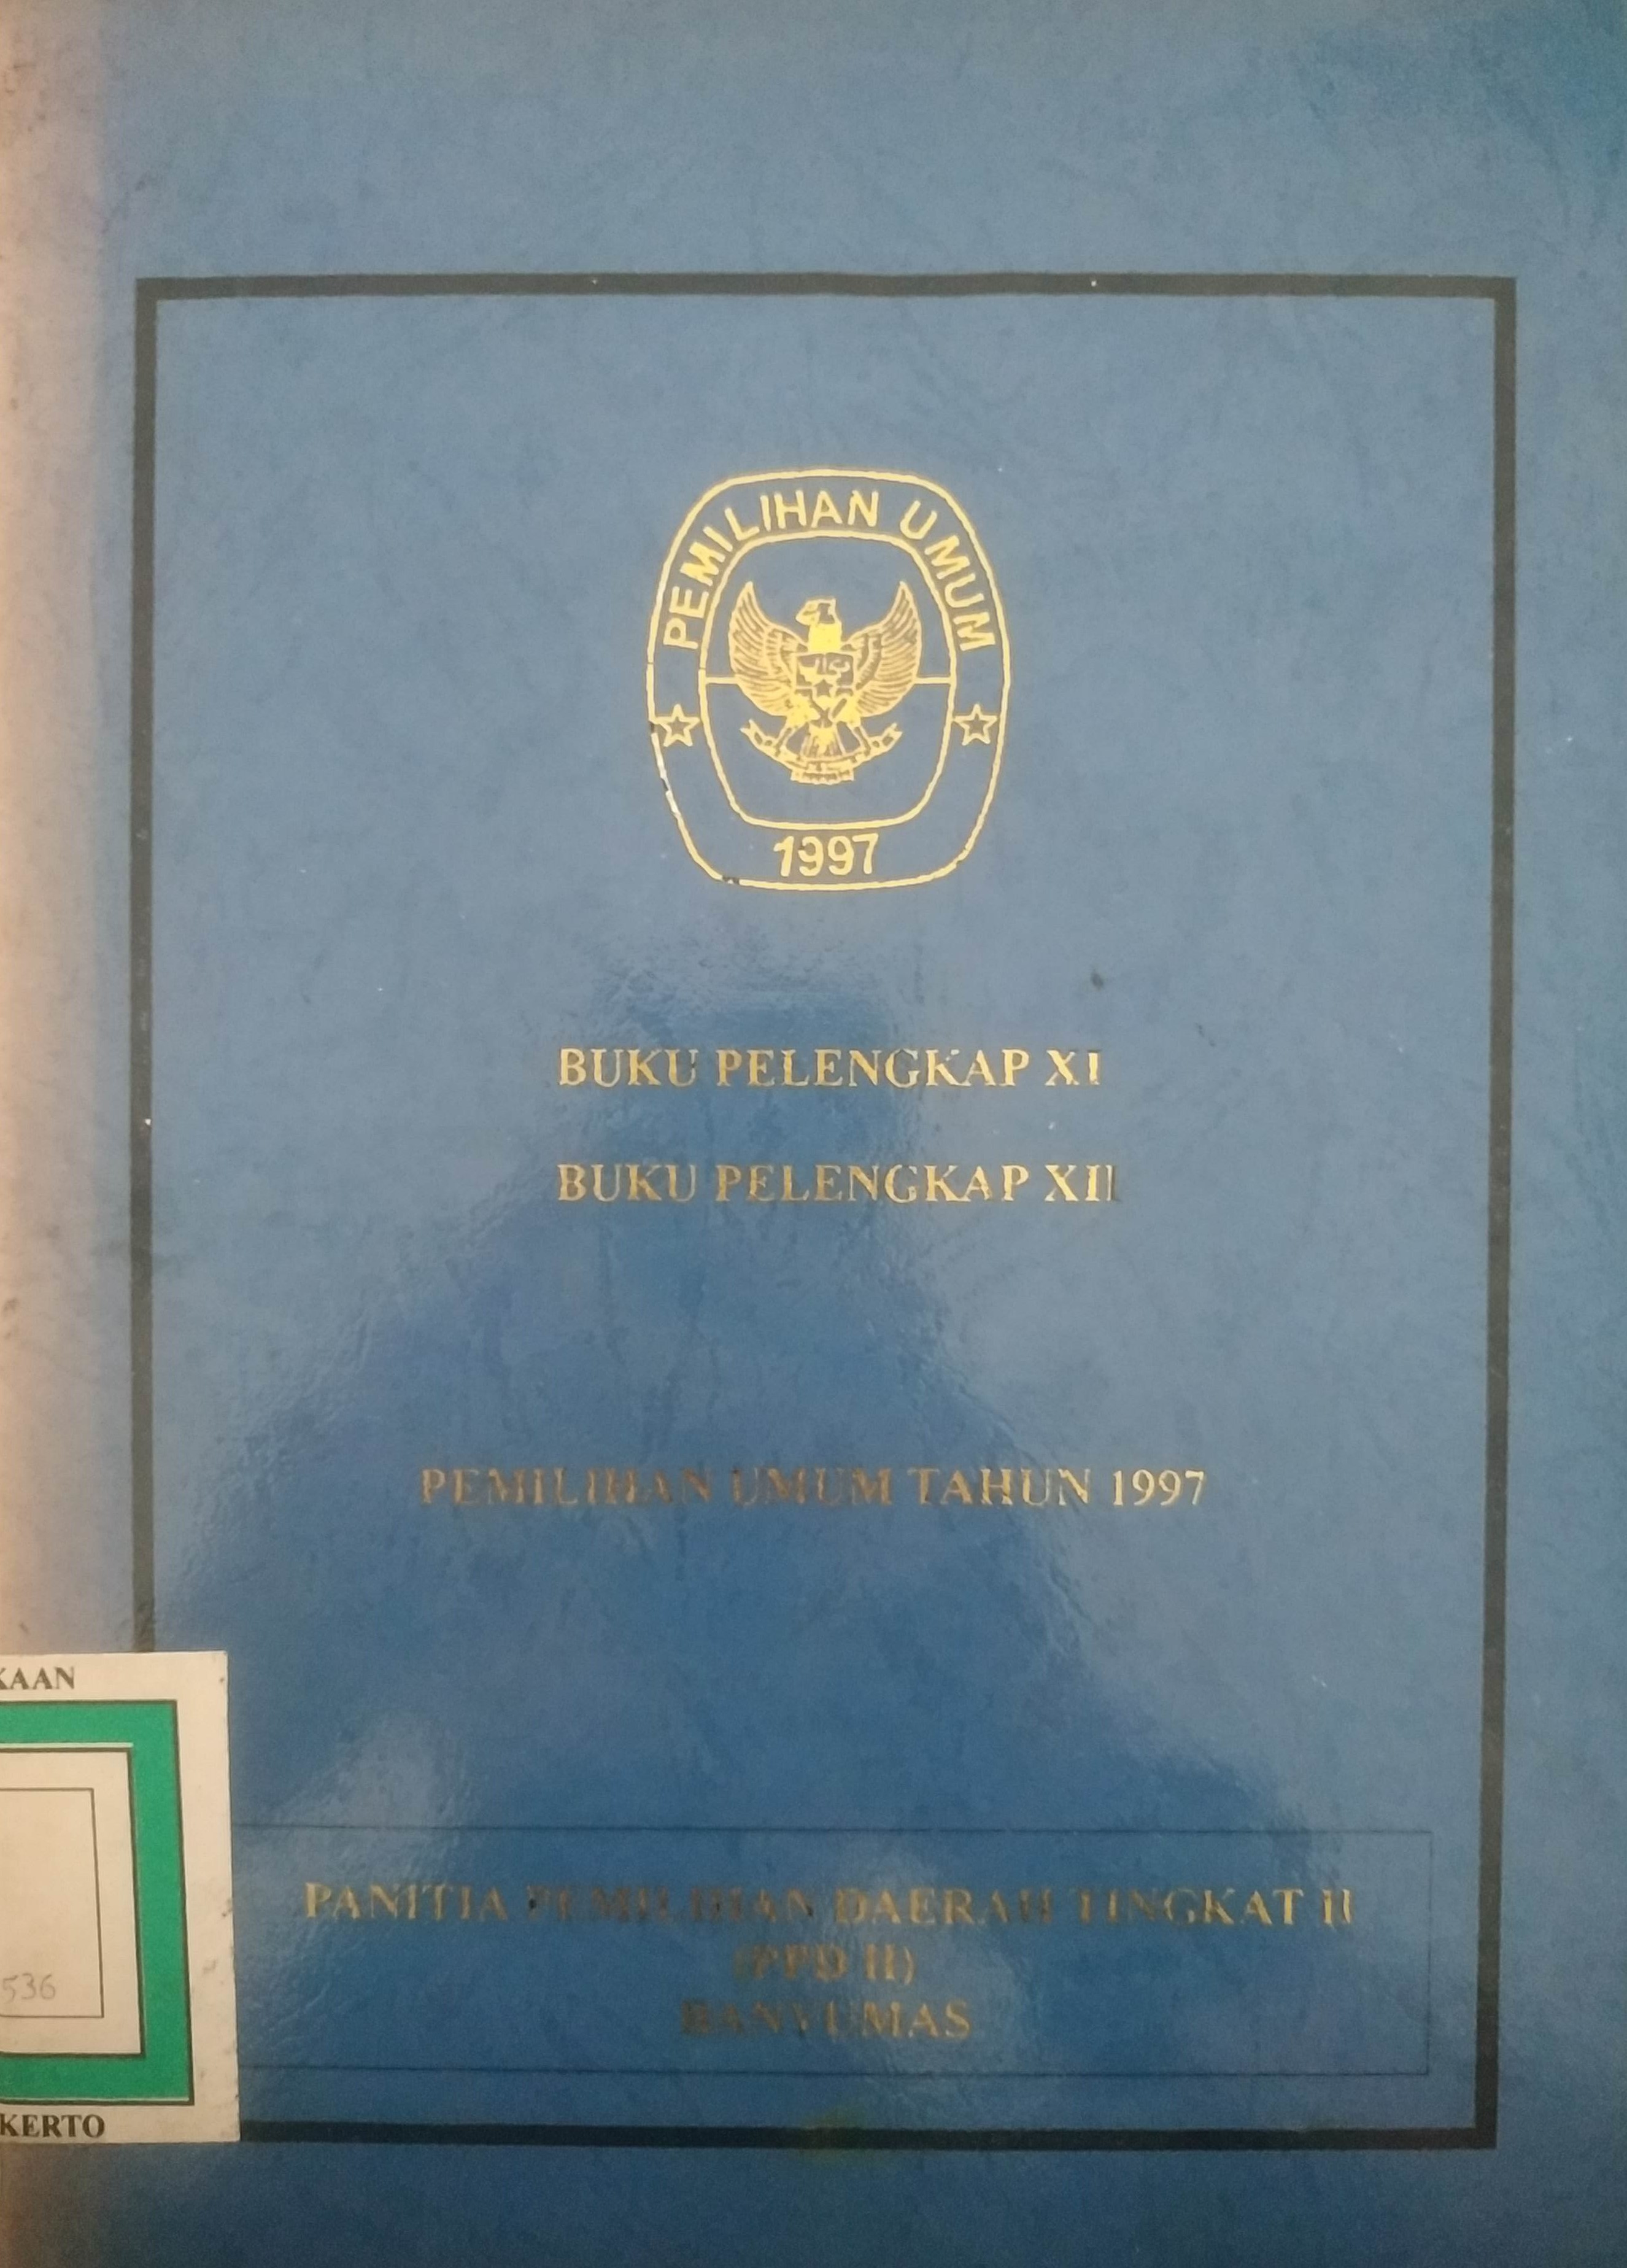 PEMILIHAN UMUM
1997
BUKU PELENGKAP XI
BUKU PELENGKAP XII
PEMILIHAN UMUM TAHUN 1997
KAAN
536
KERTO
PANITIA PEMILIHAN DAERAH TINGKAT II
(PPD II)
BANYUMAS